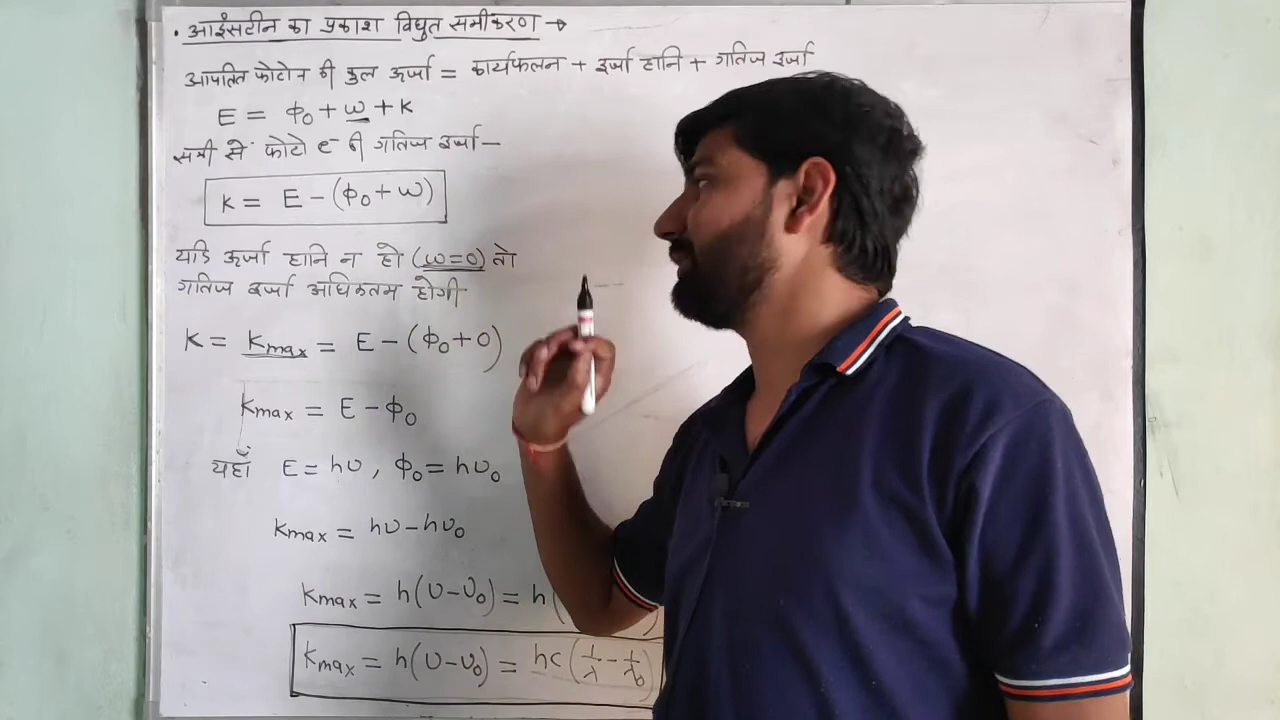 • आइंसटीन का प्रकाश विद्युत समीकरण →
आपतित फोटोन की कुल ऊर्जा = कार्यफलन + ऊर्जा हानि + गतिज ऊर्जा
E = ϕ₀ + ω + K
समी से फोटो e⁻ की गतिज ऊर्जा —
K = E − (ϕ₀ + ω)
यदि ऊर्जा हानि न हो (ω=0) तो
गतिज ऊर्जा अधिकतम होगी
K = Kmax = E − (ϕ₀ + 0)
Kmax = E − ϕ₀
यहाँ E = hυ, ϕ₀ = hυ₀
Kmax = hυ − hυ₀
Kmax = h(υ−υ₀) = h(
Kmax = h(υ−υ₀) = hc(1/λ − 1/λ₀)